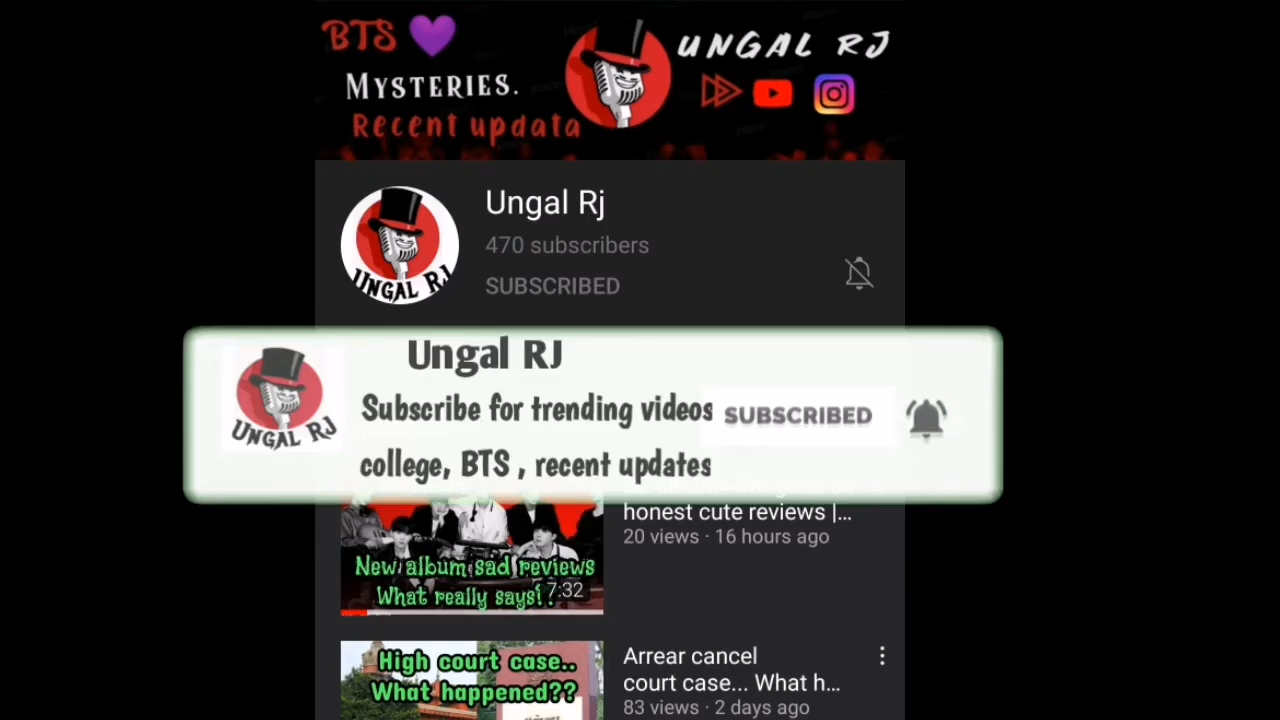 BTS 💜
MYSTERIES.
Recent updata
UNGAL RJ
Ungal Rj
UNGAL RJ
470 subscribers
SUBSCRIBED
Ungal RJ
Subscribe for trending videos
college, BTS , recent updates
UNGAL RJ
SUBSCRIBED
honest cute reviews |...
20 views · 16 hours ago
New album sad reviews
What really says!?
7:32
High court case..
What happened??
Arrear cancel
court case... What h...
83 views · 2 days ago